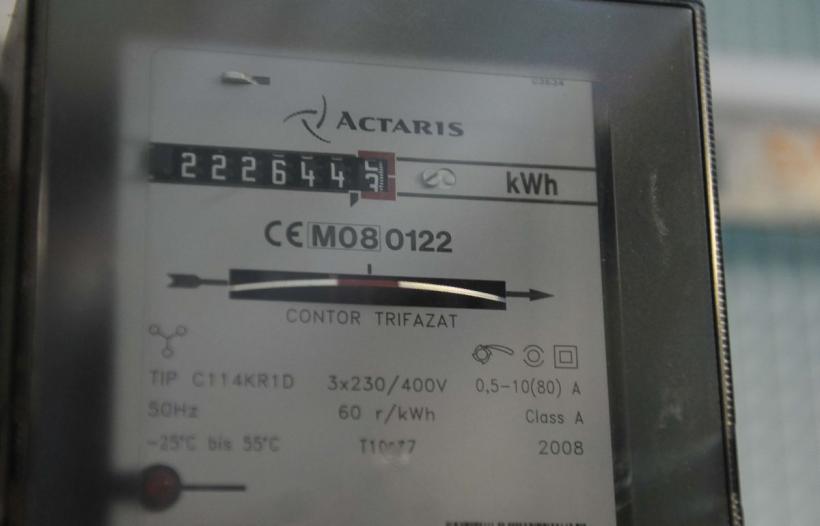 ACTARIS
222644
kWh
CE M08 0122
CONTOR TRIFAZAT
TIP C114KR1D 3x230/400V 0,5-10(80) A
50Hz 60 r/kWh Class A
-25°C bis 55°C 2008